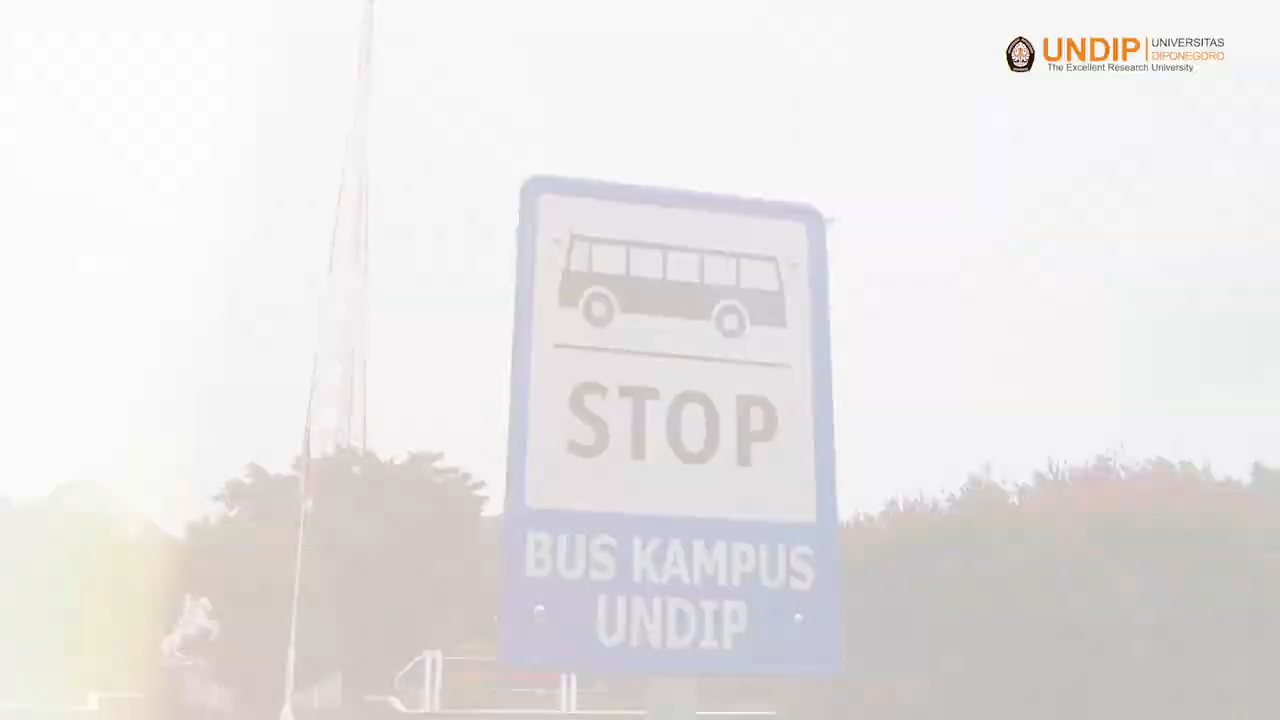 UNDIP
UNIVERSITAS
DIPONEGORO
The Excellent Research University
STOP
BUS KAMPUS
UNDIP